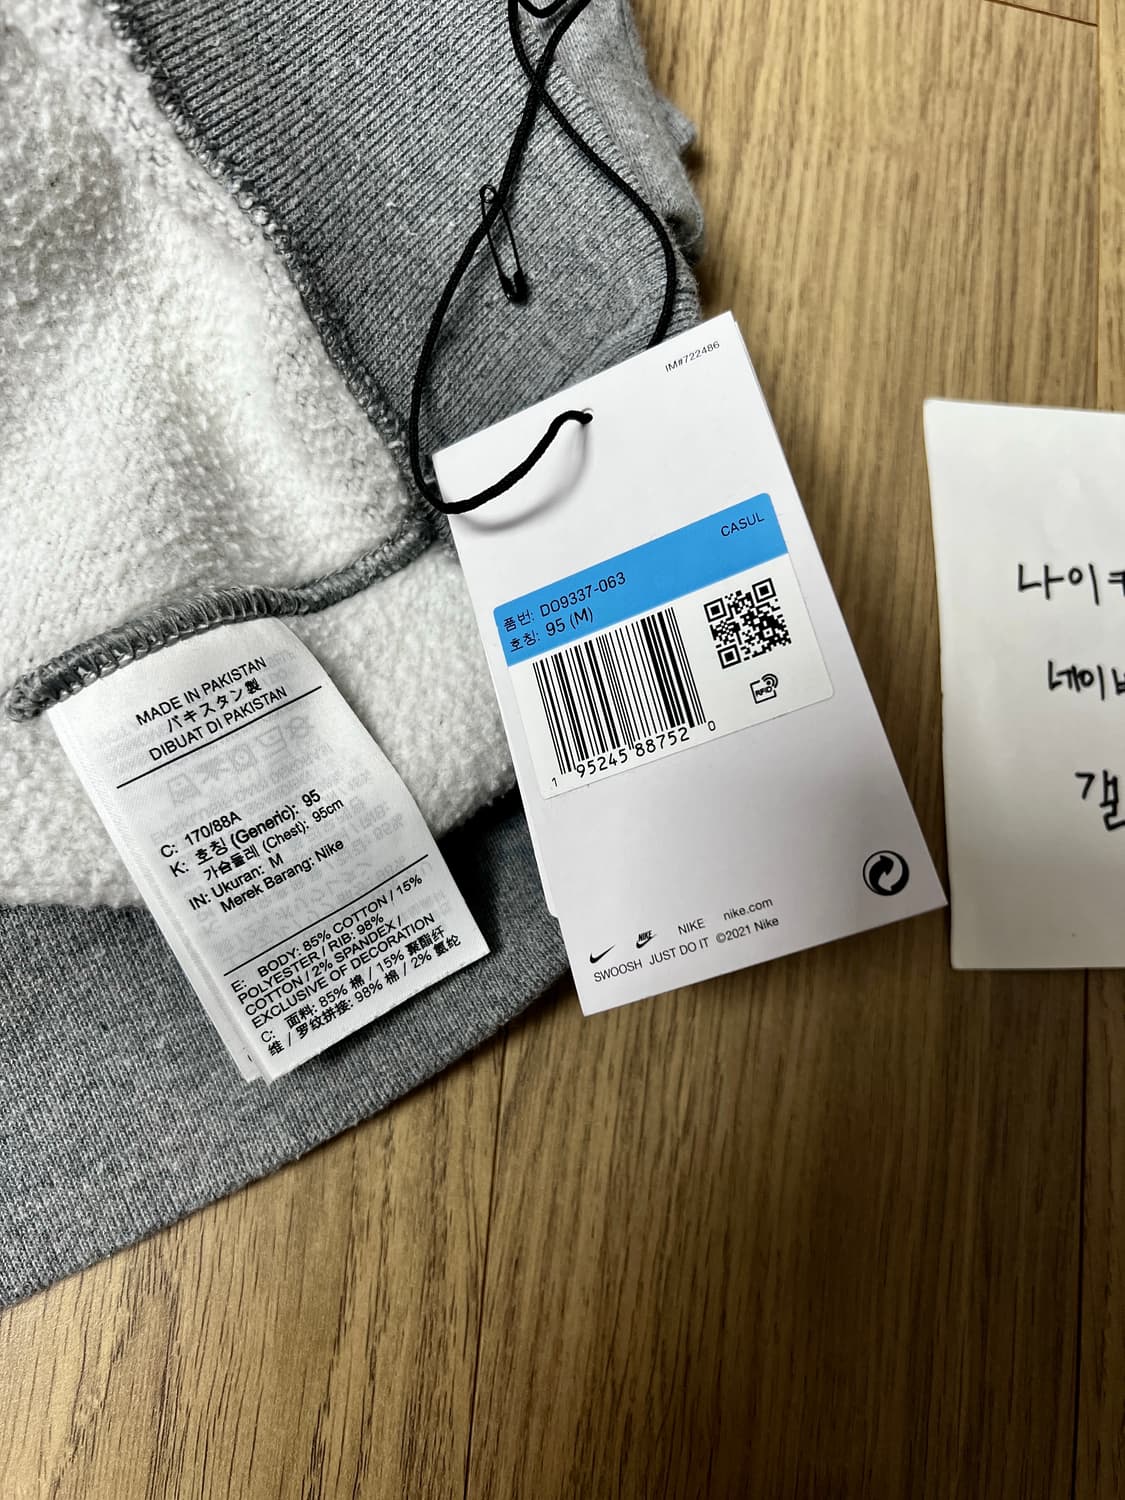 IM#722486
CASUL
품번: DO9337-063
호칭: 95 (M)
RFID
1 95245 88752 0
NIKE nike.com
SWOOSH JUST DO IT ©2021 Nike
MADE IN PAKISTAN
パキスタン製
DIBUAT DI PAKISTAN
C: 170/88A
K: 호칭 (Generic): 95
가슴둘레 (Chest): 95cm
IN: Ukuran: M
Merek Barang: Nike
E: BODY: 85% COTTON / 15%
POLYESTER / RIB: 98%
COTTON / 2% SPANDEX /
EXCLUSIVE OF DECORATION
C: 面料: 85% 棉 / 15% 聚酯纤
维 / 罗纹拼接: 98% 棉 / 2% 氨纶
나이
네이
갤